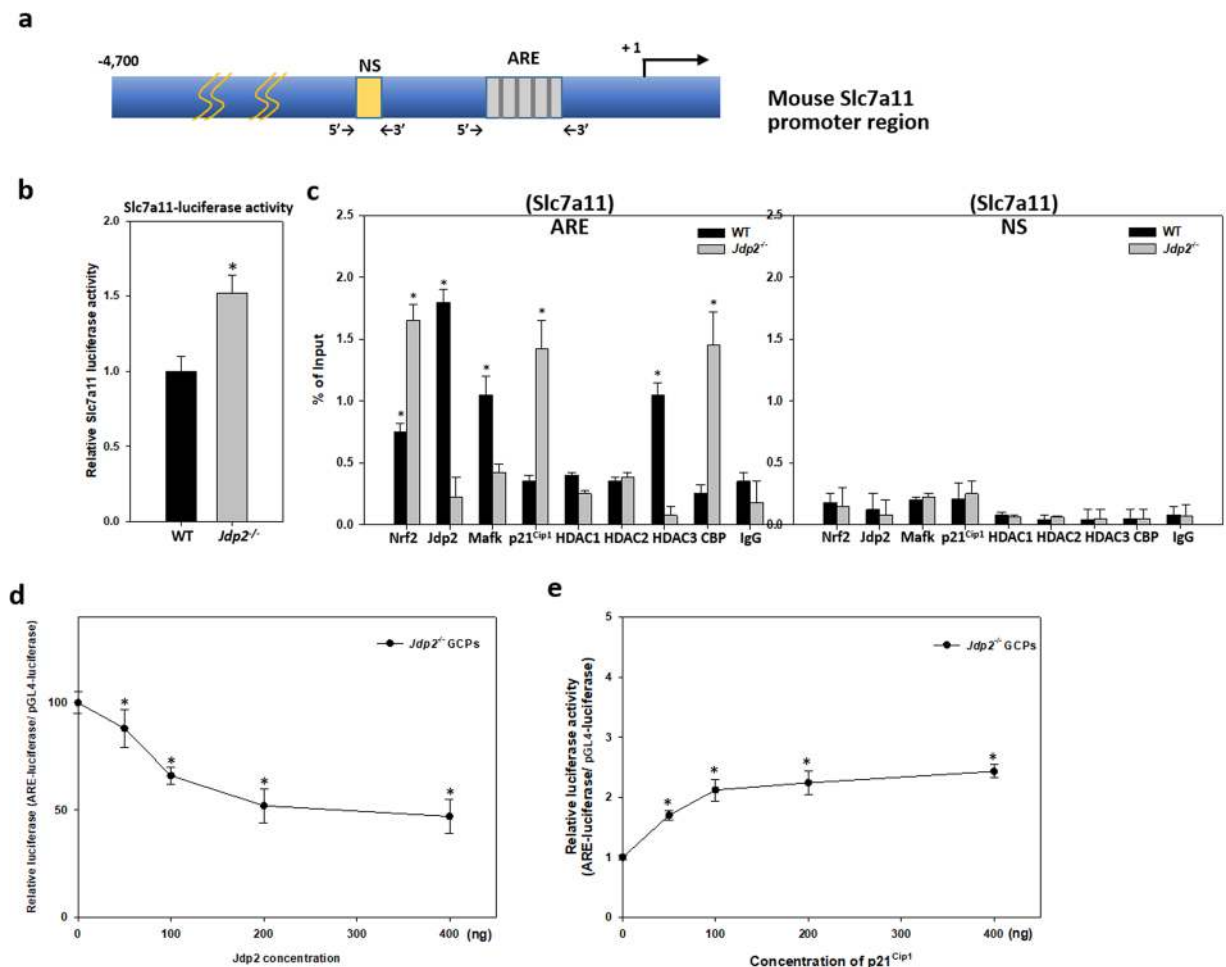 a
-4,700
NS
ARE
+ 1
5’→
←3’
5’→
←3’
Mouse Slc7a11
promoter region
b
Slc7a11-luciferase activity
Relative Slc7a11 luciferase activity
2.0
*
1.5
1.0
0.5
0.0
WT
Jdp2-/-
c
(Slc7a11)
ARE
WT
Jdp2-/-
% of Input
2.5
2.0
1.5
1.0
0.5
0.0
* * * * * * *
Nrf2 Jdp2 Mafk p21Cip1 HDAC1 HDAC2 HDAC3 CBP IgG
(Slc7a11)
NS
WT
Jdp2-/-
2.5
2.0
1.5
1.0
0.5
0.0
Nrf2 Jdp2 Mafk p21Cip1 HDAC1 HDAC2 HDAC3 CBP IgG
d
Relative luciferase (ARE-luciferase/ pGL4-luciferase)
Jdp2-/- GCPs
100
50
0
* * * *
0 100 200 300 400 (ng)
Jdp2 concentration
e
Relative luciferase activity
(ARE-luciferase/ pGL4-luciferase)
Jdp2-/- GCPs
5
4
3
2
1
0
* * * *
0 100 200 300 400 (ng)
Concentration of p21Cip1